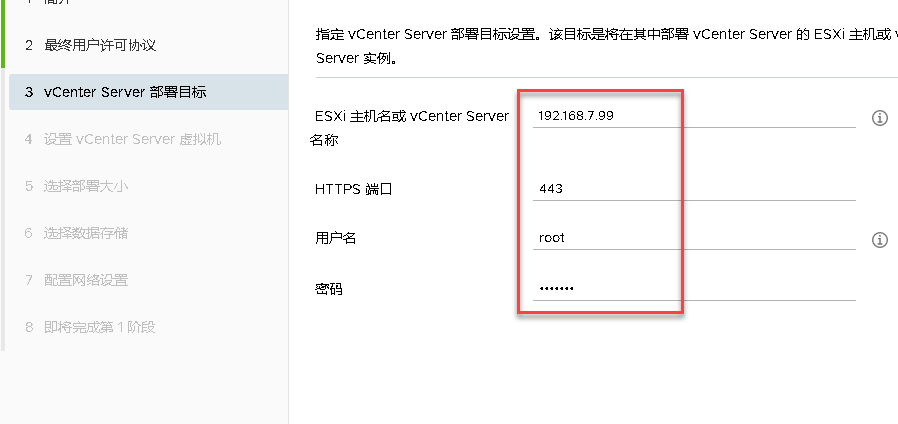 1 简介
2 最终用户许可协议
3 vCenter Server 部署目标
4 设置 vCenter Server 虚拟机
5 选择部署大小
6 选择数据存储
7 配置网络设置
8 即将完成第 1 阶段
指定 vCenter Server 部署目标设置。该目标是将在其中部署 vCenter Server 的 ESXi 主机或 v
Server 实例。
ESXi 主机名或 vCenter Server
名称
192.168.7.99
HTTPS 端口
443
用户名
root
密码
•••••••